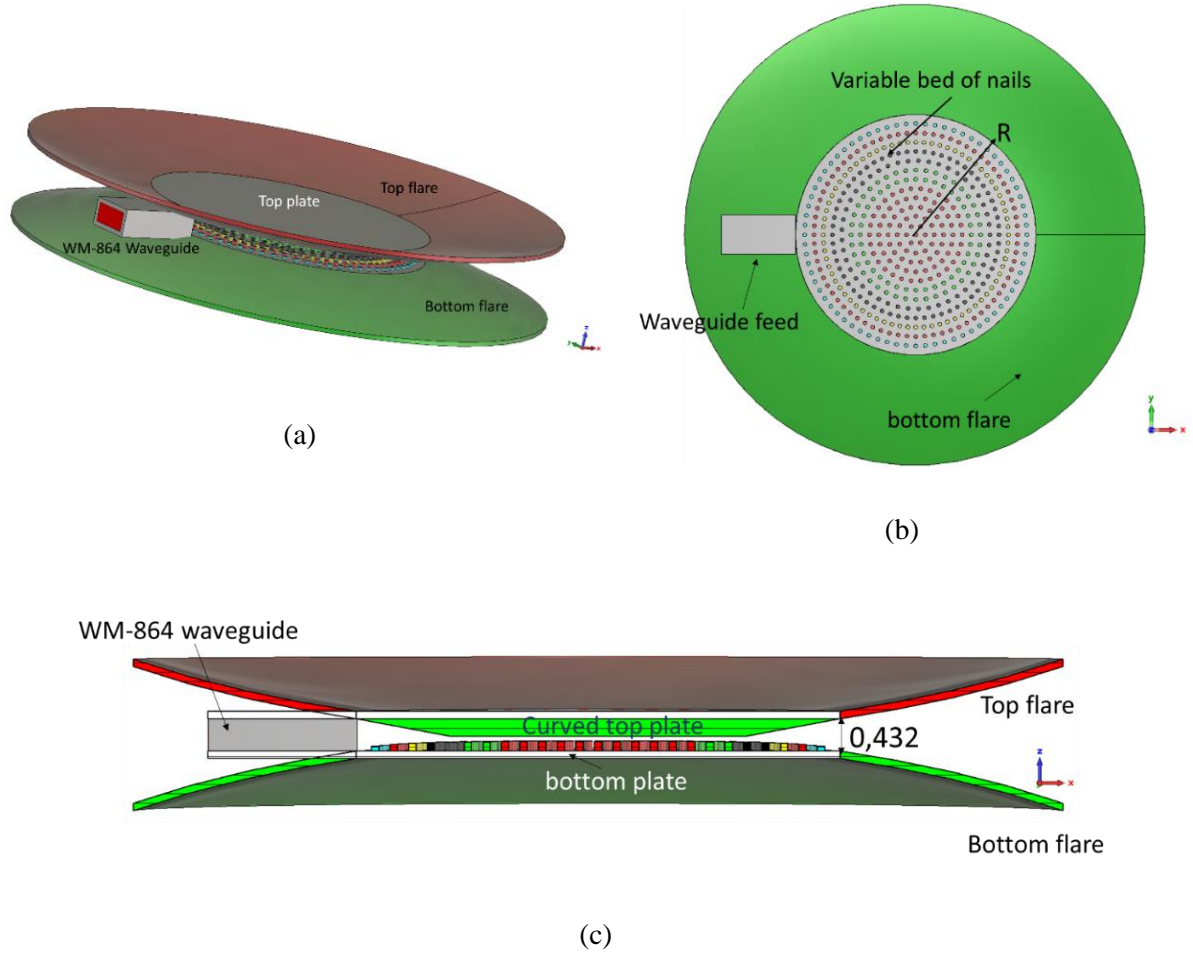 Top flare
Top plate
WM-864 Waveguide
Bottom flare
z
y
x
(a)
Variable bed of nails
R
Waveguide feed
bottom flare
y
z
x
(b)
WM-864 waveguide
Curved top plate
Top flare
0,432
bottom plate
z
y
x
Bottom flare
(c)